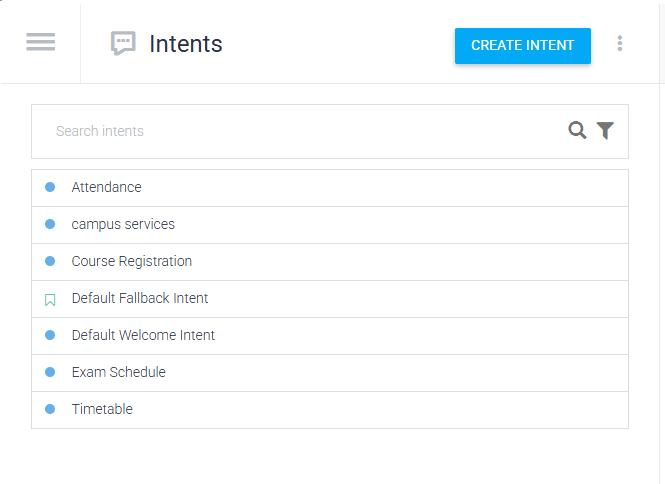 Intents
CREATE INTENT
Search intents
Attendance
campus services
Course Registration
Default Fallback Intent
Default Welcome Intent
Exam Schedule
Timetable